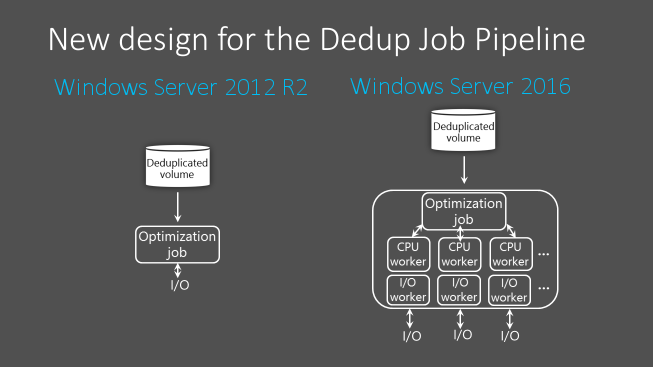 New design for the Dedup Job Pipeline
Windows Server 2012 R2
Windows Server 2016
Deduplicated
volume
Optimization
job
I/O
Deduplicated
volume
Optimization
job
CPU
worker
CPU
worker
CPU
worker
...
I/O
worker
I/O
worker
I/O
worker
...
I/O
I/O
I/O